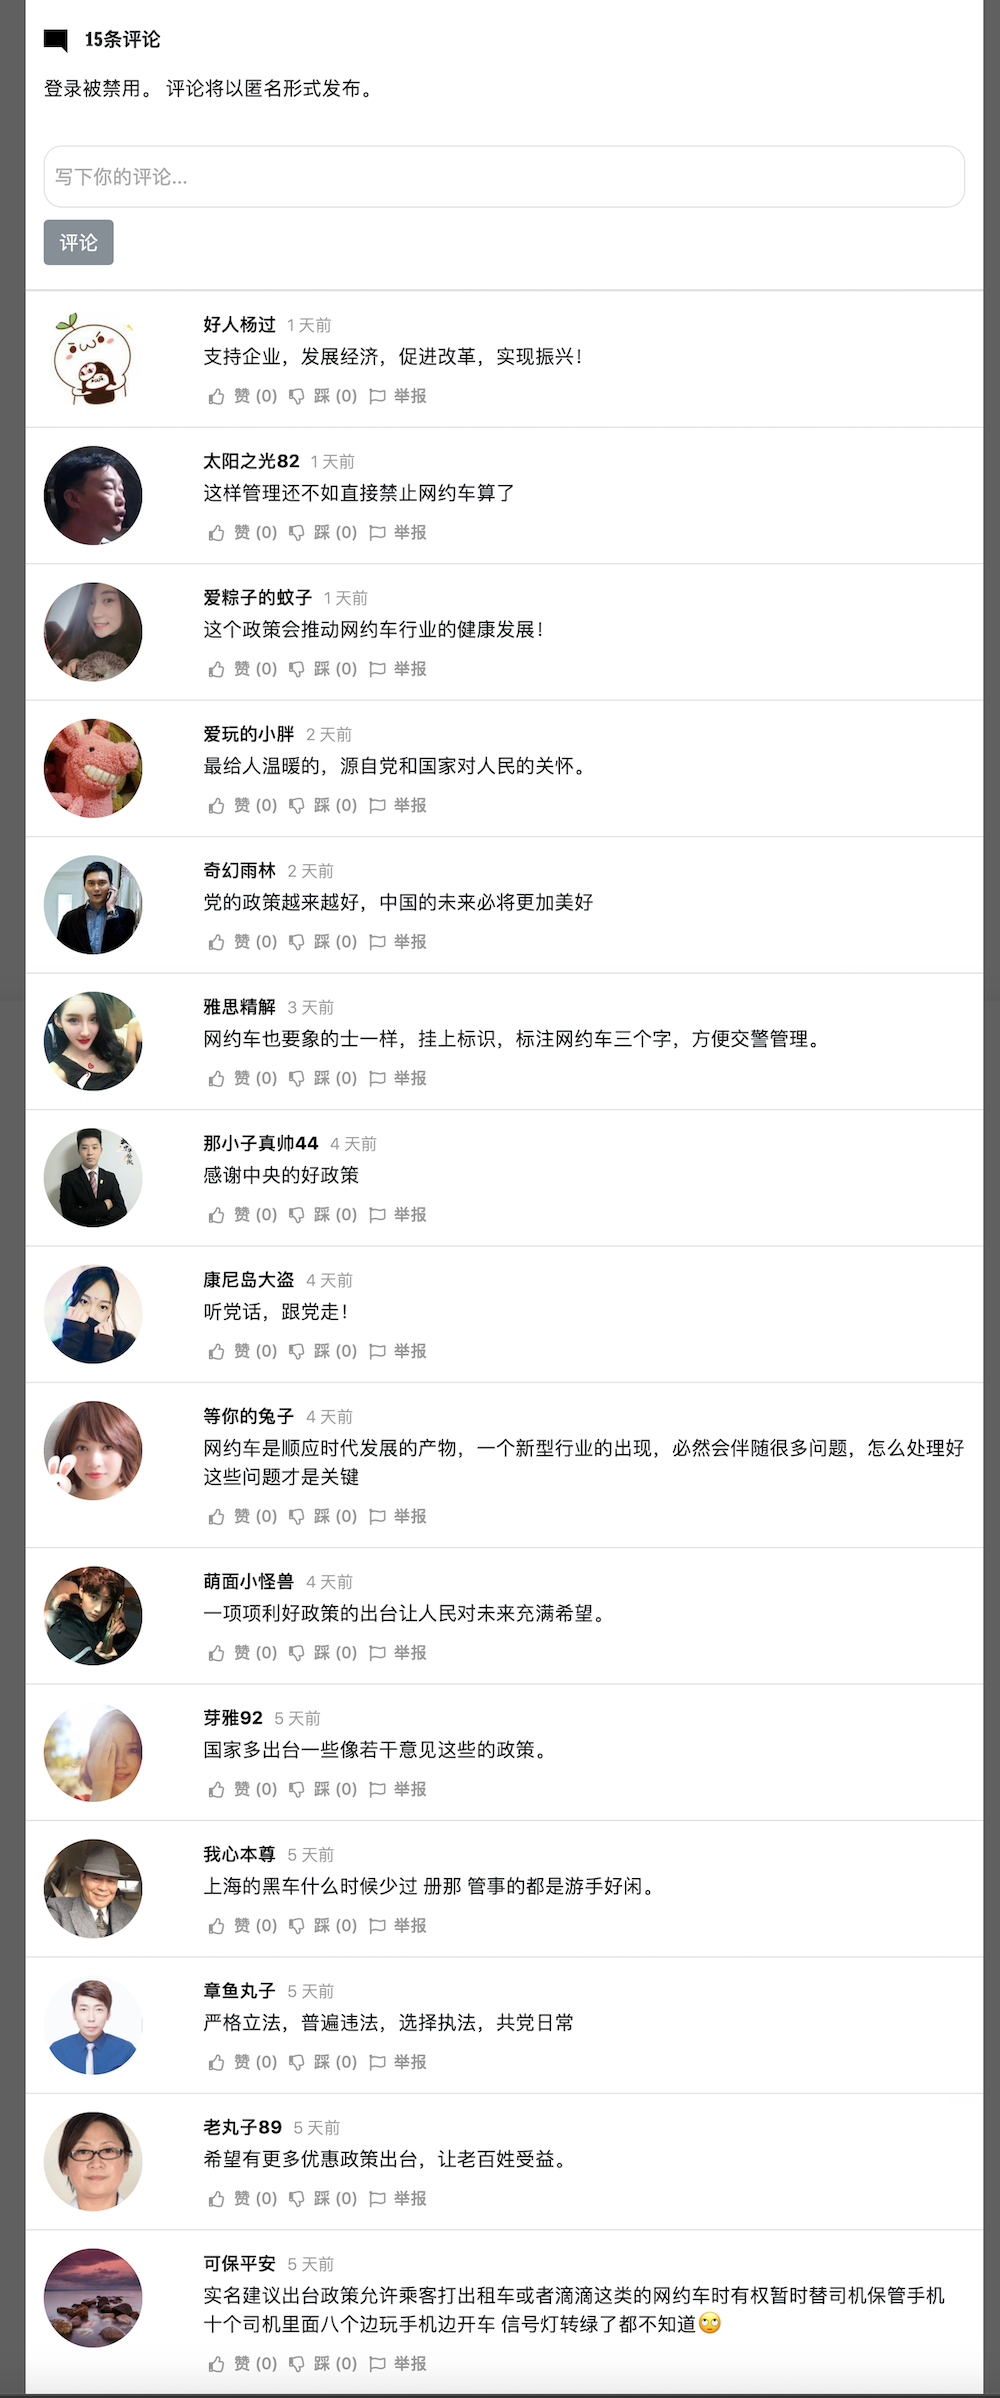 15条评论
登录被禁用。 评论将以匿名形式发布。
写下你的评论...
评论
好人杨过 1 天前
支持企业，发展经济，促进改革，实现振兴！
赞 (0) 踩 (0) 举报
太阳之光82 1 天前
这样管理还不如直接禁止网约车算了
赞 (0) 踩 (0) 举报
爱粽子的蚊子 1 天前
这个政策会推动网约车行业的健康发展！
赞 (0) 踩 (0) 举报
爱玩的小胖 2 天前
最给人温暖的，源自党和国家对人民的关怀。
赞 (0) 踩 (0) 举报
奇幻雨林 2 天前
党的政策越来越好，中国的未来必将更加美好
赞 (0) 踩 (0) 举报
雅思精解 3 天前
网约车也要象的士一样，挂上标识，标注网约车三个字，方便交警管理。
赞 (0) 踩 (0) 举报
那小子真帅44 4 天前
感谢中央的好政策
赞 (0) 踩 (0) 举报
康尼岛大盗 4 天前
听党话，跟党走！
赞 (0) 踩 (0) 举报
等你的兔子 4 天前
网约车是顺应时代发展的产物，一个新型行业的出现，必然会伴随很多问题，怎么处理好
这些问题才是关键
赞 (0) 踩 (0) 举报
萌面小怪兽 4 天前
一项项利好政策的出台让人民对未来充满希望。
赞 (0) 踩 (0) 举报
芽雅92 5 天前
国家多出台一些像若干意见这些的政策。
赞 (0) 踩 (0) 举报
我心本尊 5 天前
上海的黑车什么时候少过 册那 管事的都是游手好闲。
赞 (0) 踩 (0) 举报
章鱼丸子 5 天前
严格立法，普遍违法，选择执法，共党日常
赞 (0) 踩 (0) 举报
老丸子89 5 天前
希望有更多优惠政策出台，让老百姓受益。
赞 (0) 踩 (0) 举报
可保平安 5 天前
实名建议出台政策允许乘客打出租车或者滴滴这类的网约车时有权暂时替司机保管手机
十个司机里面八个边玩手机边开车 信号灯转绿了都不知道🙄
赞 (0) 踩 (0) 举报